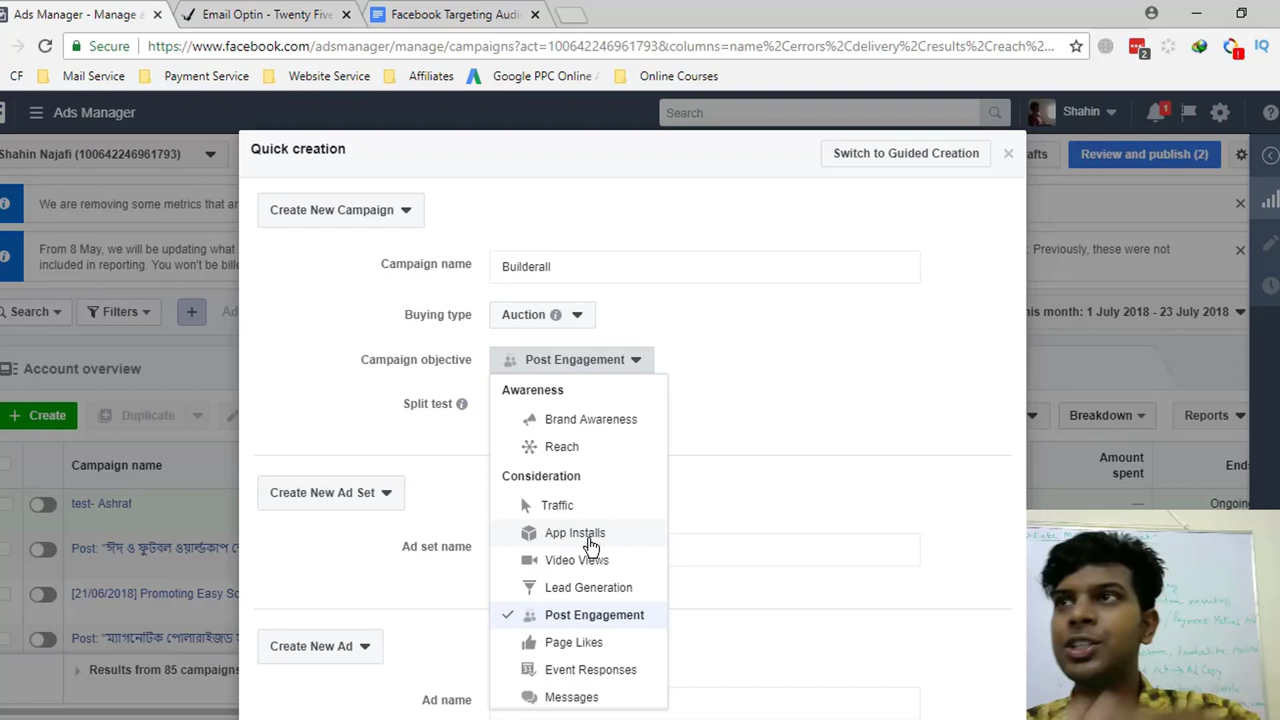 Ads Manager - Manage a
Email Optin - Twenty Five
Facebook Targeting Audi
Secure
https://www.facebook.com/adsmanager/manage/campaigns?act=100642246961793&columns=name%2Cerrors%2Cdelivery%2Cresults%2Creach...
2
IQ
CF
Mail Service
Payment Service
Website Service
Affiliates
Google PPC Online A
Online Courses
Ads Manager
Search
Shahin
1
Shahin Najafi (100642246961793)
Quick creation
Switch to Guided Creation
afts
Review and publish (2)
We are removing some metrics that ar
Create New Campaign
From 8 May, we will be updating what
Previously, these were not
included in reporting. You won't be bille
Campaign name
Builderall
Search
Filters
Ad
Buying type
Auction
his month: 1 July 2018 - 23 July 2018
Campaign objective
Post Engagement
Account overview
Awareness
Split test
Brand Awareness
Create
Duplicate
Breakdown
Reports
Reach
Campaign name
Consideration
Amount spent
Ends
Create New Ad Set
test- Ashraf
Traffic
—
Ongoing
App Installs
Ad set name
Post: "ঈদ ও ফুটবল ওয়ার্ল্ডকাপ
Video Views
Lead Generation
[21/06/2018] Promoting Easy So
Post Engagement
Post: "ম্যাগনেটিক পোলারাইজড
Create New Ad
Page Likes
Results from 85 campaigns
Event Responses
Ad name
Messages